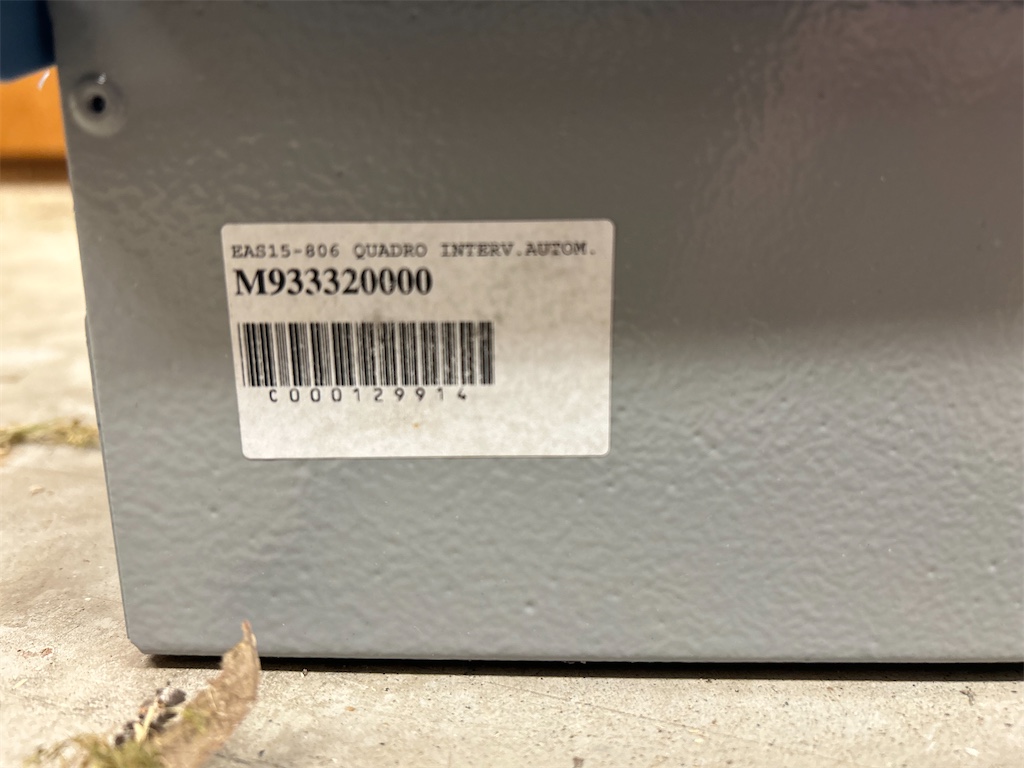 EAS15-806 QUADRO INTERV.AUTOM.
M933320000
C000129914